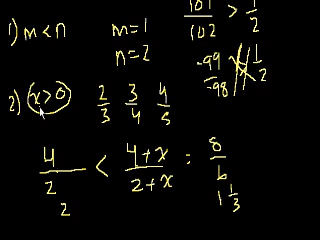 101/102 > 1/2
1) m < n m = 1
n = 2
-99/-98 1/2
2) x > 0 2/3 3/4 4/5
4/2 < 4+x/2+x = 8/6
2 1 1/3